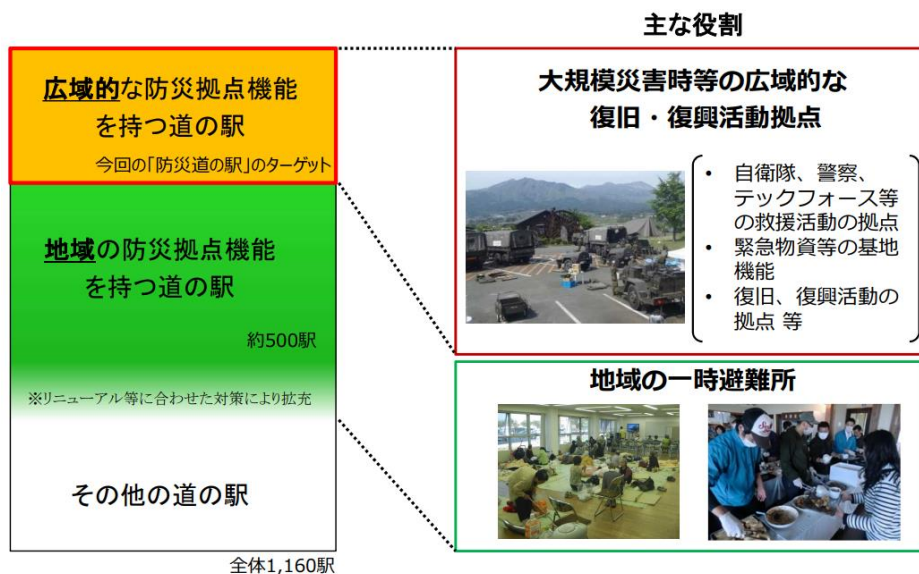 主な役割
広域的な防災拠点機能
を持つ道の駅
今回の「防災道の駅」のターゲット
地域の防災拠点機能
を持つ道の駅
約500駅
※リニューアル等に合わせた対策により拡充
その他の道の駅
全体1,160駅
大規模災害時等の広域的な
復旧・復興活動拠点
• 自衛隊、警察、
テックフォース等
の救援活動の拠点
• 緊急物資等の基地
機能
• 復旧、復興活動の
拠点 等
地域の一時避難所